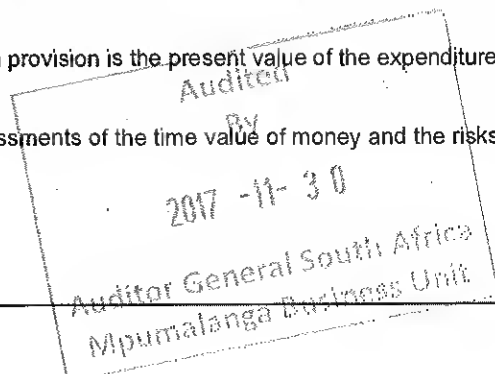 provision is the present value of the expenditure
Audited
By
ssments of the time value of money and the risks
2017 -11- 30
Auditor General South Africa
Mpumalanga Business Unit